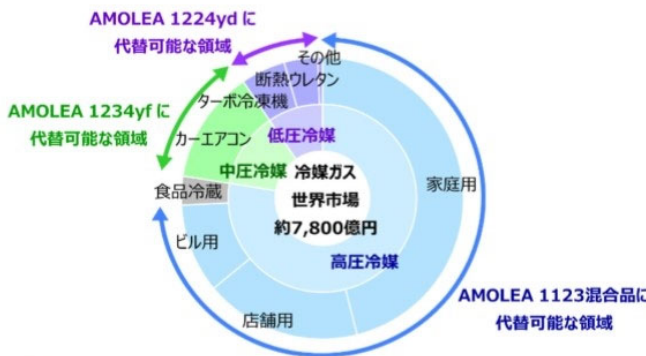 AMOLEA 1224yd に
代替可能な領域
その他
断熱ウレタン
ターボ冷凍機
AMOLEA 1234yf に
代替可能な領域
カーエアコン
低圧冷媒
中圧冷媒
冷媒ガス
世界市場
約7,800億円
家庭用
食品冷蔵
ビル用
高圧冷媒
店舗用
AMOLEA 1123混合品に
代替可能な領域